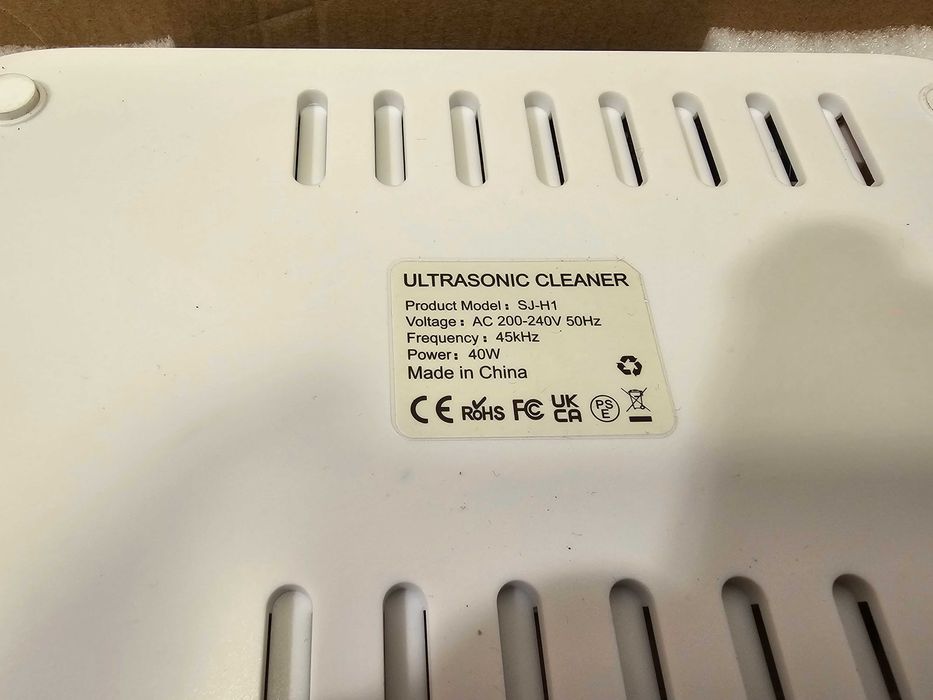 ULTRASONIC CLEANER
Product Model： SJ-H1
Voltage： AC 200-240V 50Hz
Frequency： 45kHz
Power： 40W
Made in China
CE RoHS FC UK CA PS E